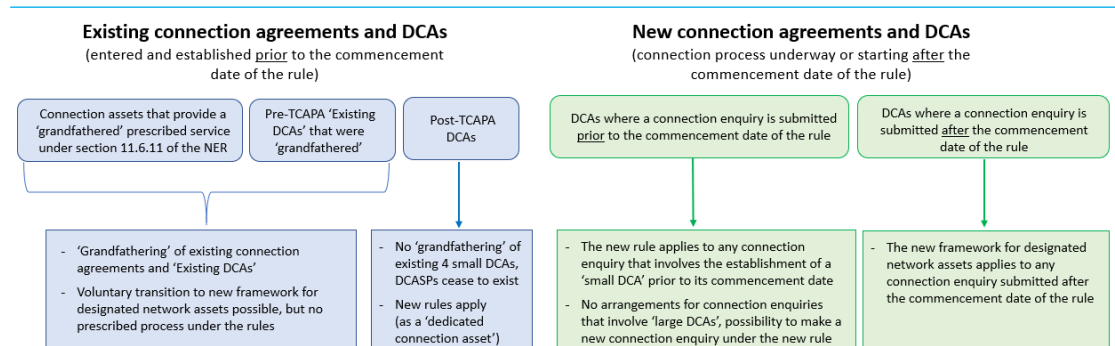 Existing connection agreements and DCAs
(entered and established prior to the commencement
date of the rule)
New connection agreements and DCAs
(connection process underway or starting after the
commencement date of the rule)
Connection assets that provide a
‘grandfathered’ prescribed service
under section 11.6.11 of the NER
Pre-TCAPA ‘Existing
DCAs’ that were
‘grandfathered’
Post-TCAPA
DCAs
DCAs where a connection enquiry is submitted
prior to the commencement date of the rule
DCAs where a connection enquiry is
submitted after the commencement
date of the rule
- ‘Grandfathering’ of existing connection
agreements and ‘Existing DCAs’
- Voluntary transition to new framework for
designated network assets possible, but no
prescribed process under the rules
- No ‘grandfathering’ of
existing 4 small DCAs,
DCASPs cease to exist
- New rules apply
(as a ‘dedicated
connection asset’)
- The new rule applies to any connection
enquiry that involves the establishment of a
‘small DCA’ prior to its commencement date
- No arrangements for connection enquiries
that involve ‘large DCAs’, possibility to make a
new connection enquiry under the new rule
- The new framework for designated
network assets applies to any
connection enquiry submitted after
the commencement date of the rule